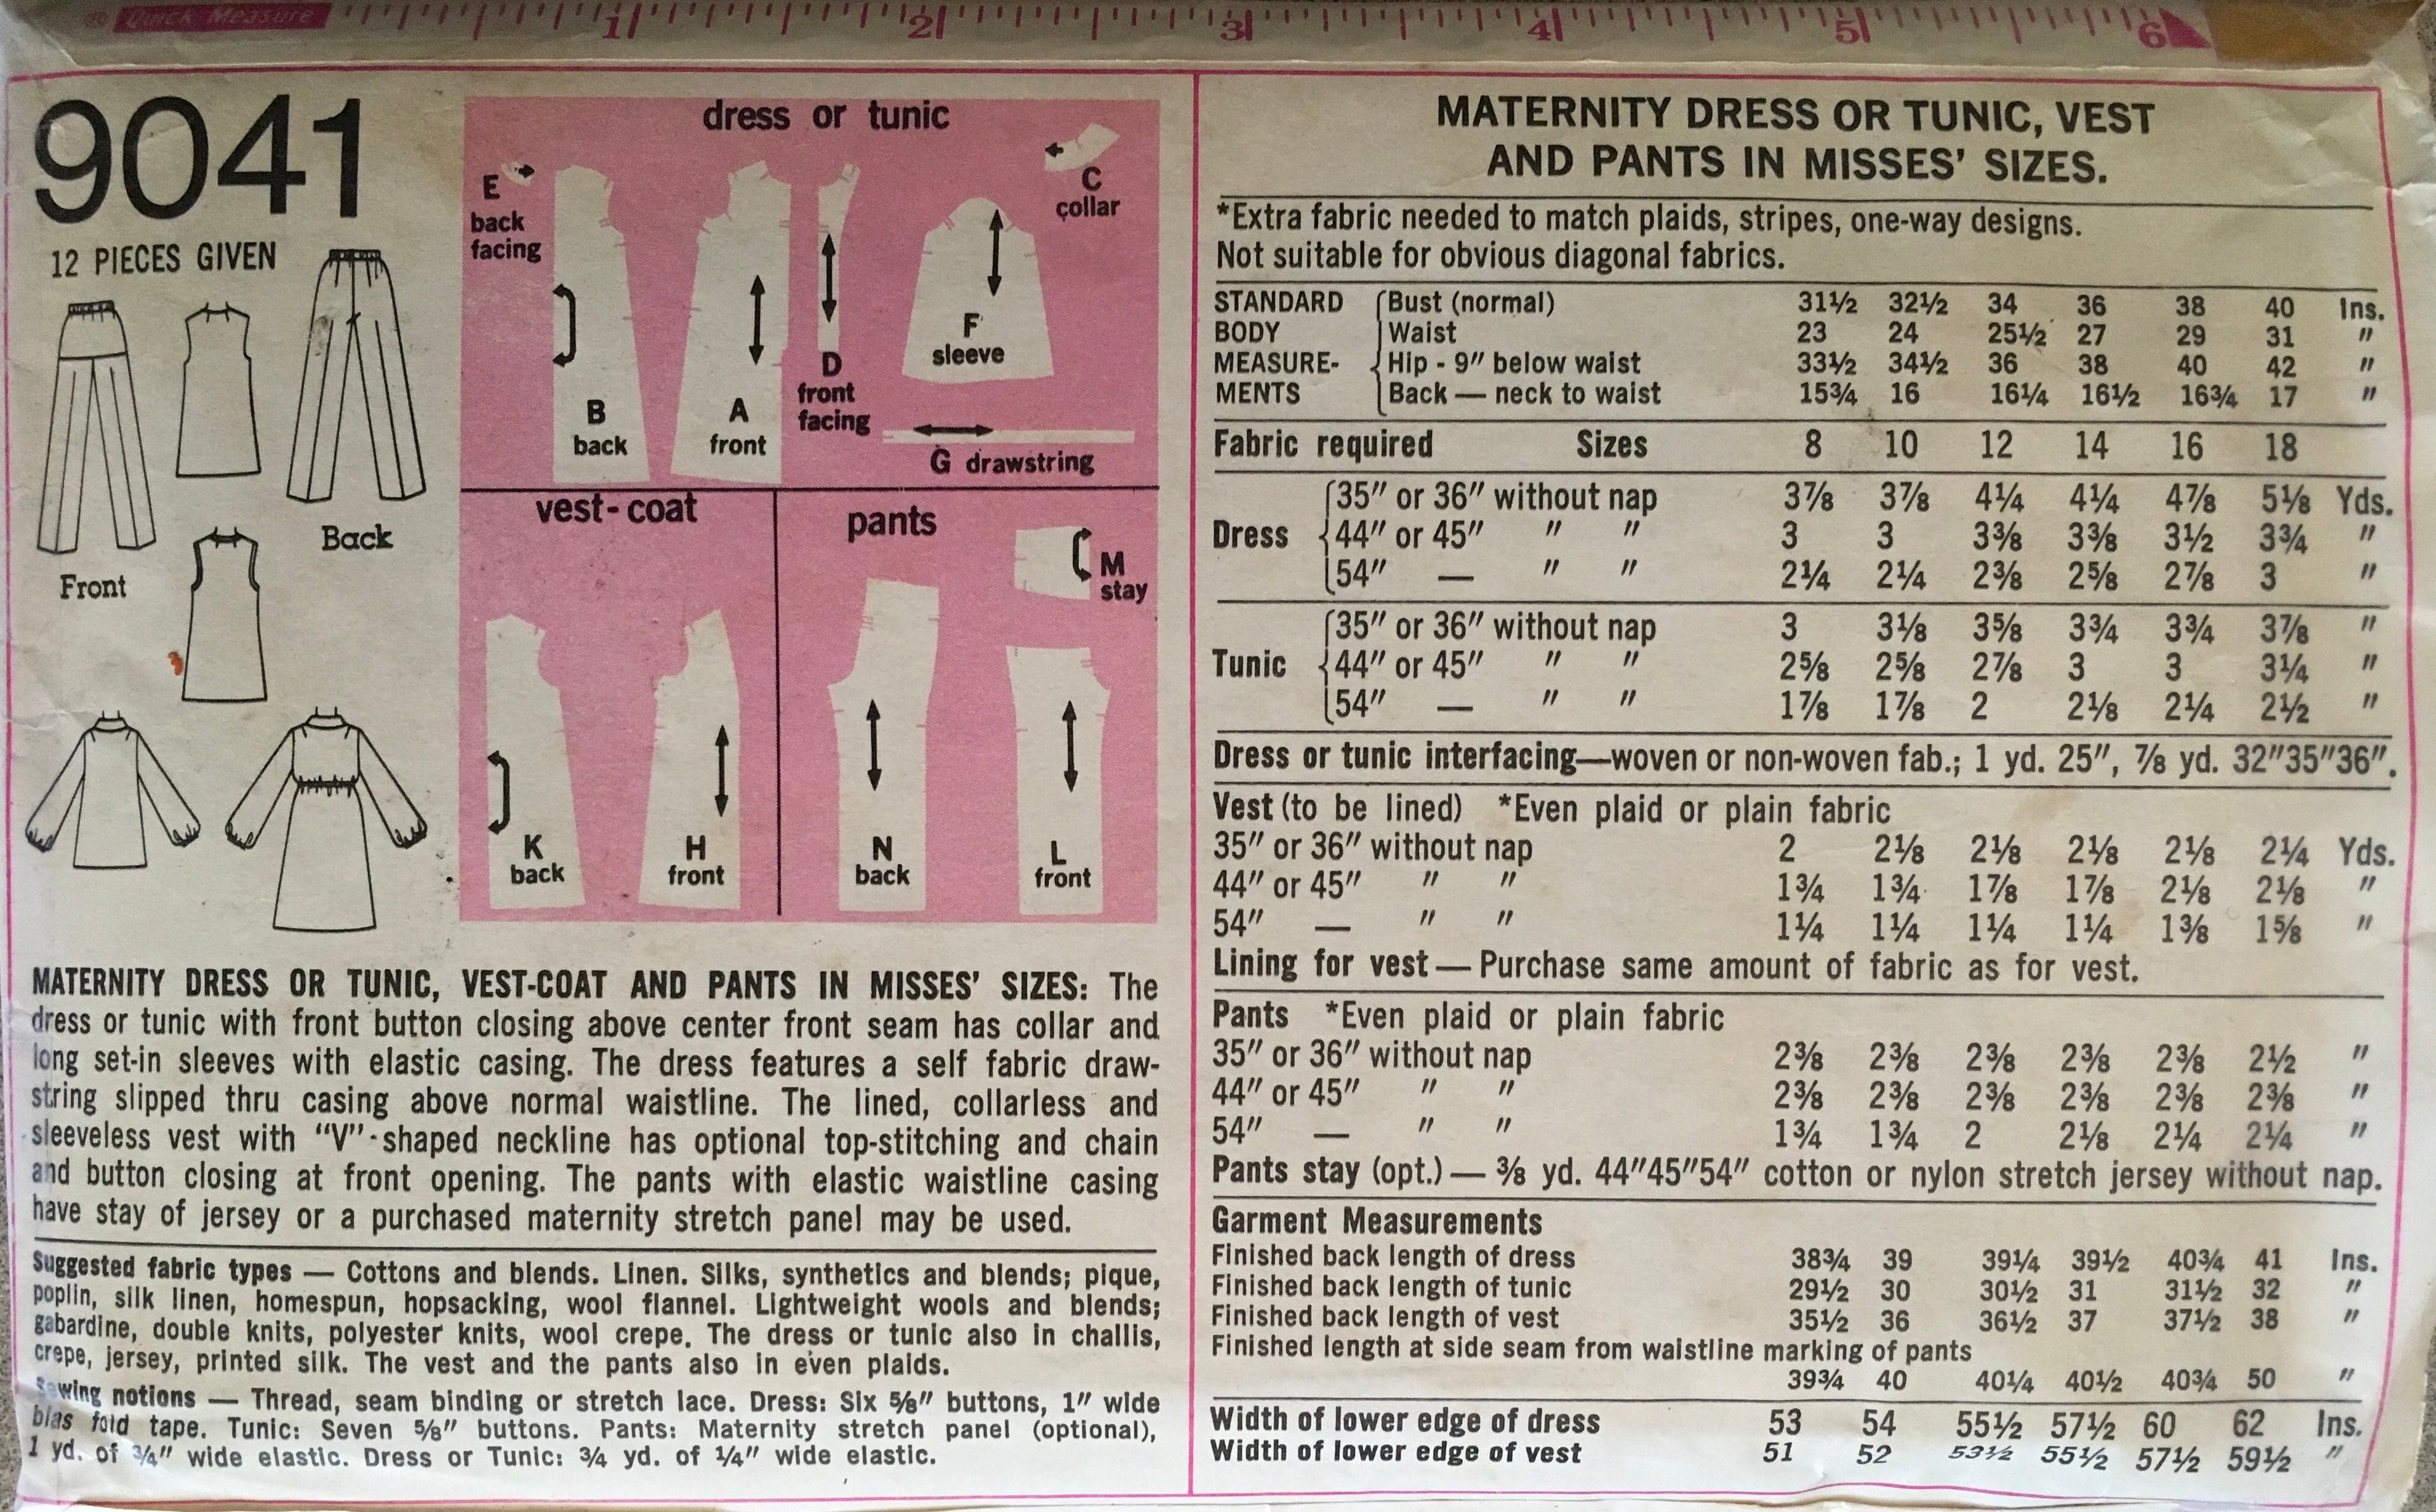 Quick Measure 1 2 3 4 5 6
9041
12 PIECES GIVEN
Front
Back
dress or tunic
E
back
facing
B
back
A
front
D
front
facing
F
sleeve
C
collar
G drawstring
vest-coat
K
back
H
front
pants
M
stay
N
back
L
front
MATERNITY DRESS OR TUNIC, VEST-COAT AND PANTS IN MISSES' SIZES: The
dress or tunic with front button closing above center front seam has collar and
long set-in sleeves with elastic casing. The dress features a self fabric draw-
string slipped thru casing above normal waistline. The lined, collarless and
sleeveless vest with "V"-shaped neckline has optional top-stitching and chain
and button closing at front opening. The pants with elastic waistline casing
have stay of jersey or a purchased maternity stretch panel may be used.
Suggested fabric types — Cottons and blends. Linen. Silks, synthetics and blends; pique,
poplin, silk linen, homespun, hopsacking, wool flannel. Lightweight wools and blends;
gabardine, double knits, polyester knits, wool crepe. The dress or tunic also in challis,
crepe, jersey, printed silk. The vest and the pants also in even plaids.
Sewing notions — Thread, seam binding or stretch lace. Dress: Six 5/8" buttons, 1" wide
bias fold tape. Tunic: Seven 5/8" buttons. Pants: Maternity stretch panel (optional),
1 yd. of 3/4" wide elastic. Dress or Tunic: 3/4 yd. of 1/4" wide elastic.
MATERNITY DRESS OR TUNIC, VEST
AND PANTS IN MISSES' SIZES.
*Extra fabric needed to match plaids, stripes, one-way designs.
Not suitable for obvious diagonal fabrics.
STANDARD Bust (normal) 31½ 32½ 34 36 38 40 Ins.
BODY Waist 23 24 25½ 27 29 31 "
MEASURE- Hip - 9" below waist 33½ 34½ 36 38 40 42 "
MENTS Back — neck to waist 15¾ 16 16¼ 16½ 16¾ 17 "
Fabric required Sizes 8 10 12 14 16 18
35" or 36" without nap 3⅞ 3⅞ 4¼ 4¼ 4⅞ 5⅛ Yds.
Dress 44" or 45" " " 3 3 3⅜ 3⅜ 3½ 3¾ "
54" — " " 2¼ 2¼ 2⅜ 2⅝ 2⅞ 3 "
35" or 36" without nap 3 3⅛ 3⅝ 3¾ 3¾ 3⅞ "
Tunic 44" or 45" " " 2⅝ 2⅝ 2⅞ 3 3 3¼ "
54" — " " 1⅞ 1⅞ 2 2⅛ 2¼ 2½ "
Dress or tunic interfacing—woven or non-woven fab.; 1 yd. 25", ⅞ yd. 32"35"36".
Vest (to be lined) *Even plaid or plain fabric
35" or 36" without nap 2 2⅛ 2⅛ 2⅛ 2⅛ 2¼ Yds.
44" or 45" " " 1¾ 1¾ 1⅞ 1⅞ 2⅛ 2⅛ "
54" — " " 1¼ 1¼ 1¼ 1¼ 1⅜ 1⅝ "
Lining for vest — Purchase same amount of fabric as for vest.
Pants *Even plaid or plain fabric
35" or 36" without nap 2⅜ 2⅜ 2⅜ 2⅜ 2⅜ 2½ "
44" or 45" " " 2⅜ 2⅜ 2⅜ 2⅜ 2⅜ 2⅜ "
54" — " " 1¾ 1¾ 2 2⅛ 2¼ 2¼ "
Pants stay (opt.) — ⅜ yd. 44"45"54" cotton or nylon stretch jersey without nap.
Garment Measurements
Finished back length of dress 38¾ 39 39¼ 39½ 40¾ 41 Ins.
Finished back length of tunic 29½ 30 30½ 31 31½ 32 "
Finished back length of vest 35½ 36 36½ 37 37½ 38 "
Finished length at side seam from waistline marking of pants
39¾ 40 40¼ 40½ 40¾ 50 "
Width of lower edge of dress 53 54 55½ 57½ 60 62 Ins.
Width of lower edge of vest 51 52 53½ 55½ 57½ 59½ "